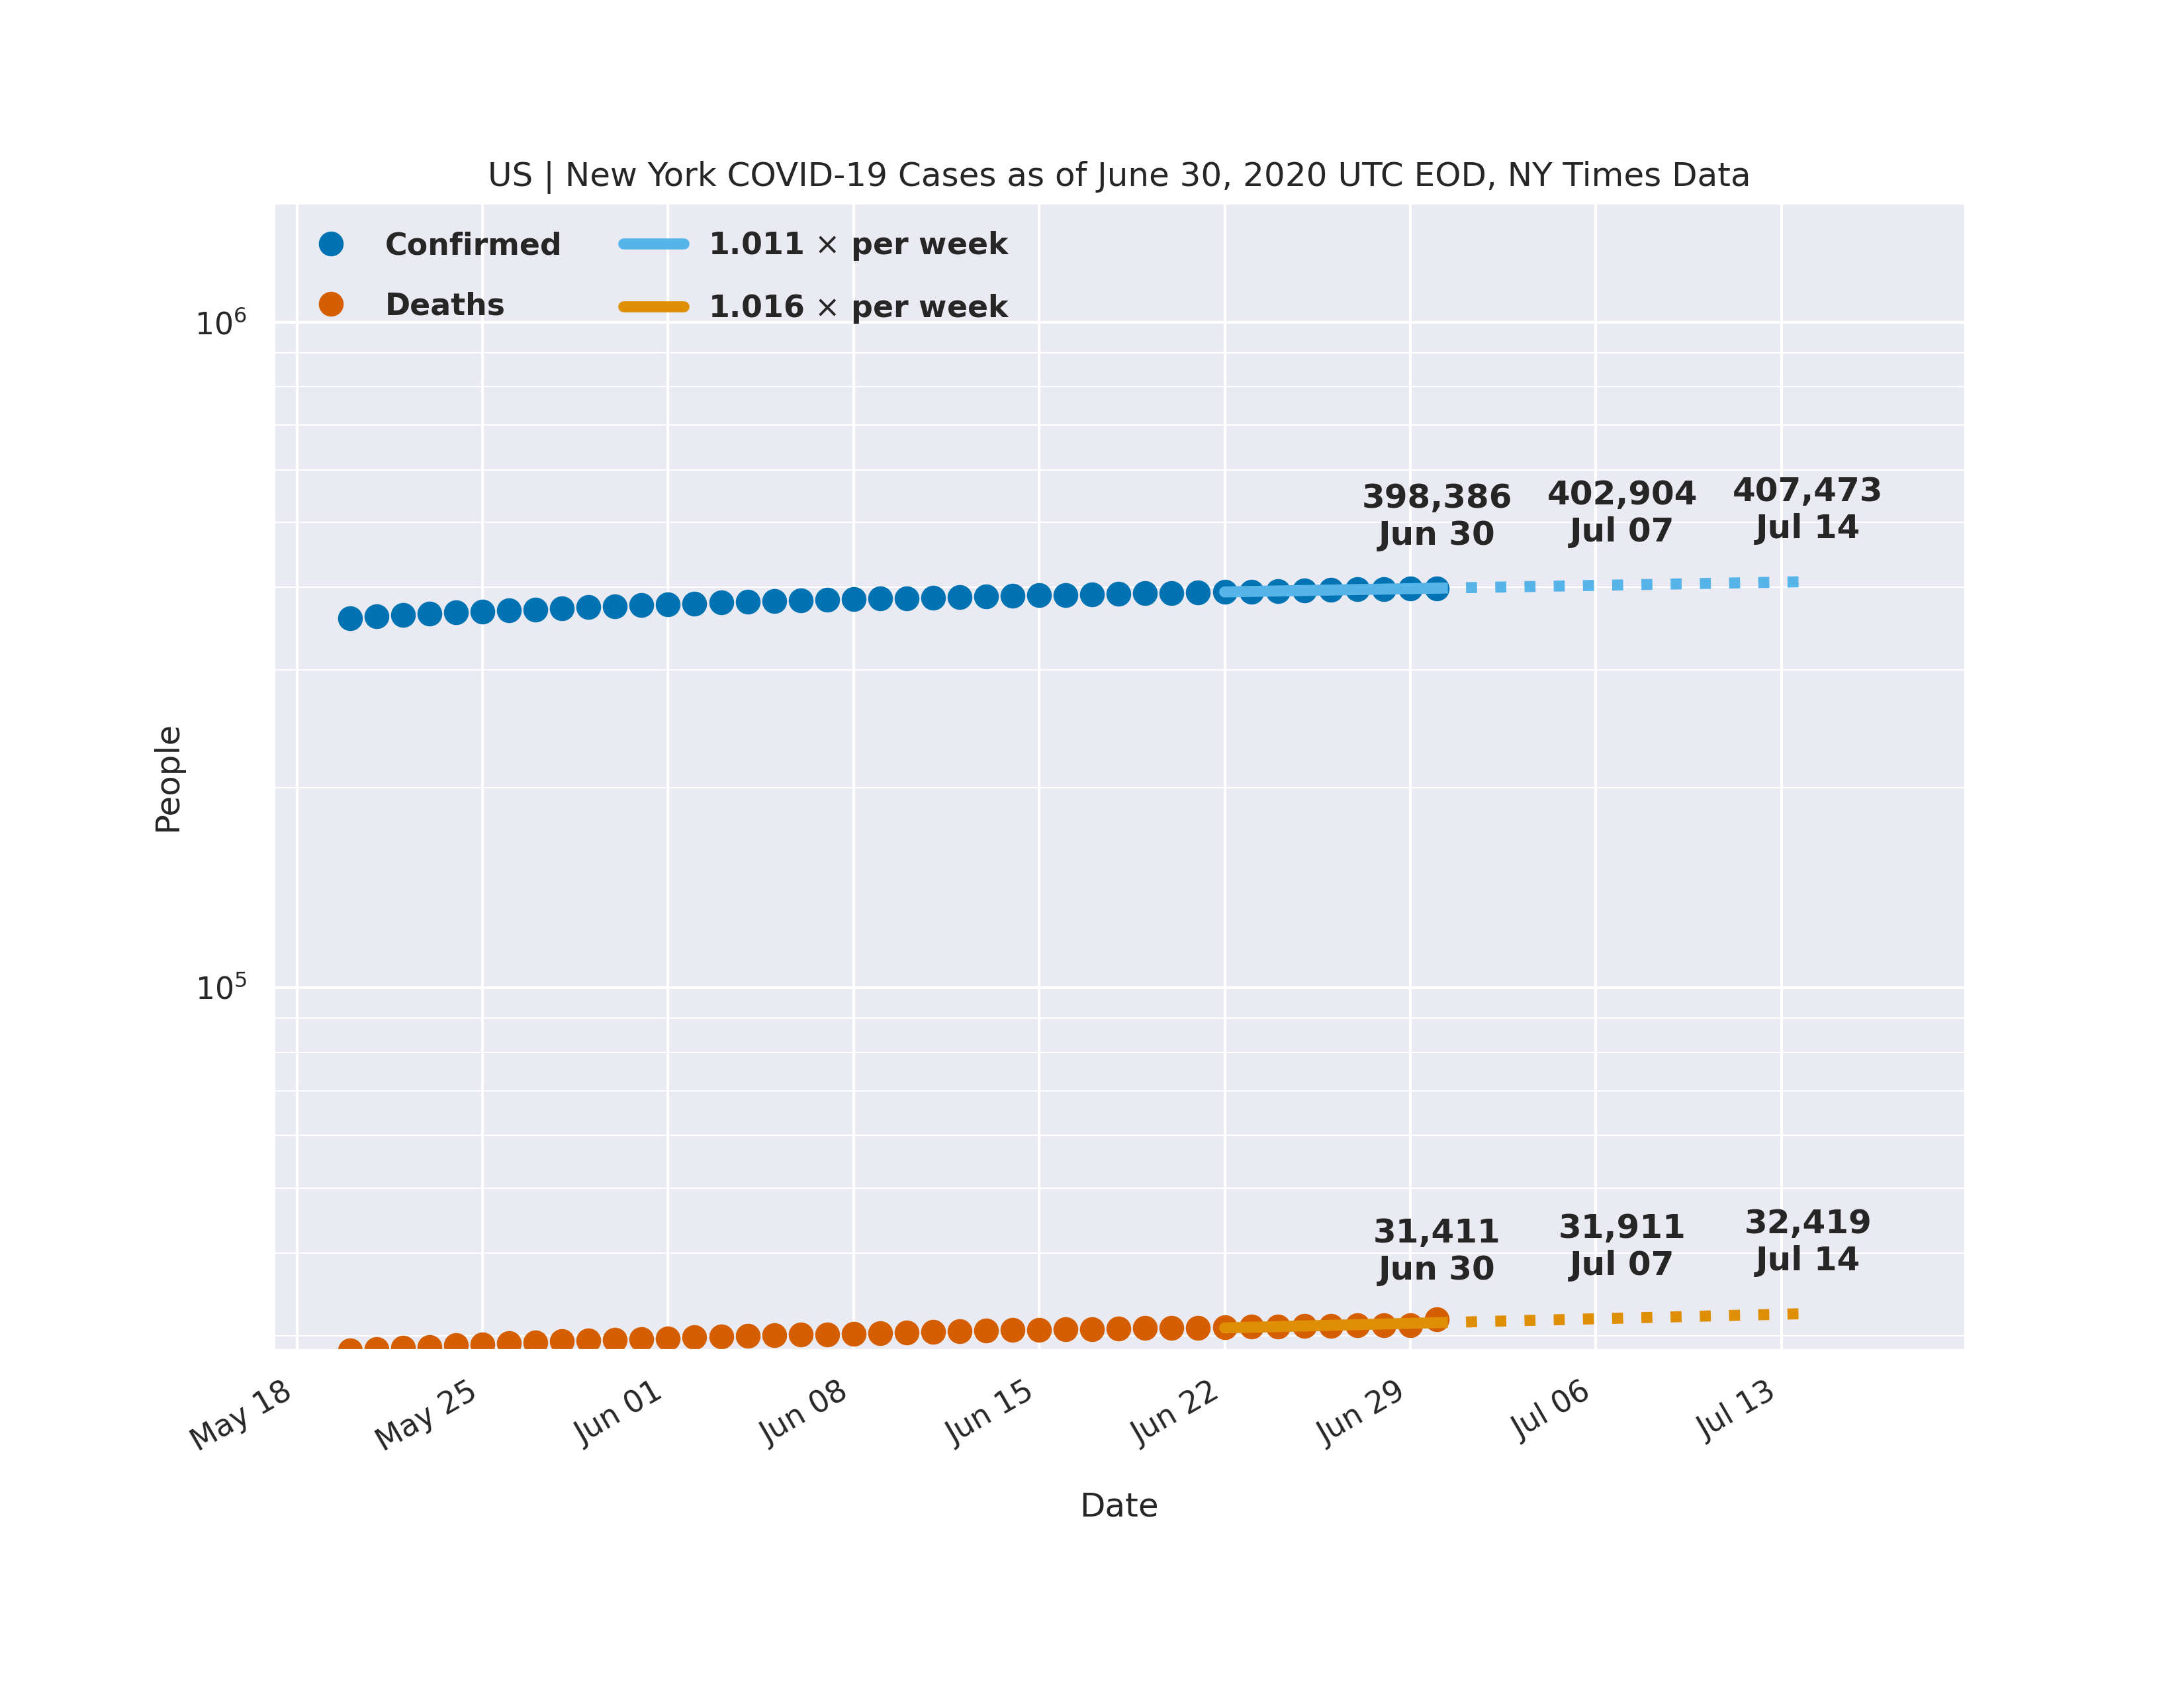 US | New York COVID-19 Cases as of June 30, 2020 UTC EOD, NY Times Data
Confirmed
Deaths
1.011 × per week
1.016 × per week
10⁶
10⁵
People
398,386
Jun 30
402,904
Jul 07
407,473
Jul 14
31,411
Jun 30
31,911
Jul 07
32,419
Jul 14
May 18
May 25
Jun 01
Jun 08
Jun 15
Jun 22
Jun 29
Jul 06
Jul 13
Date